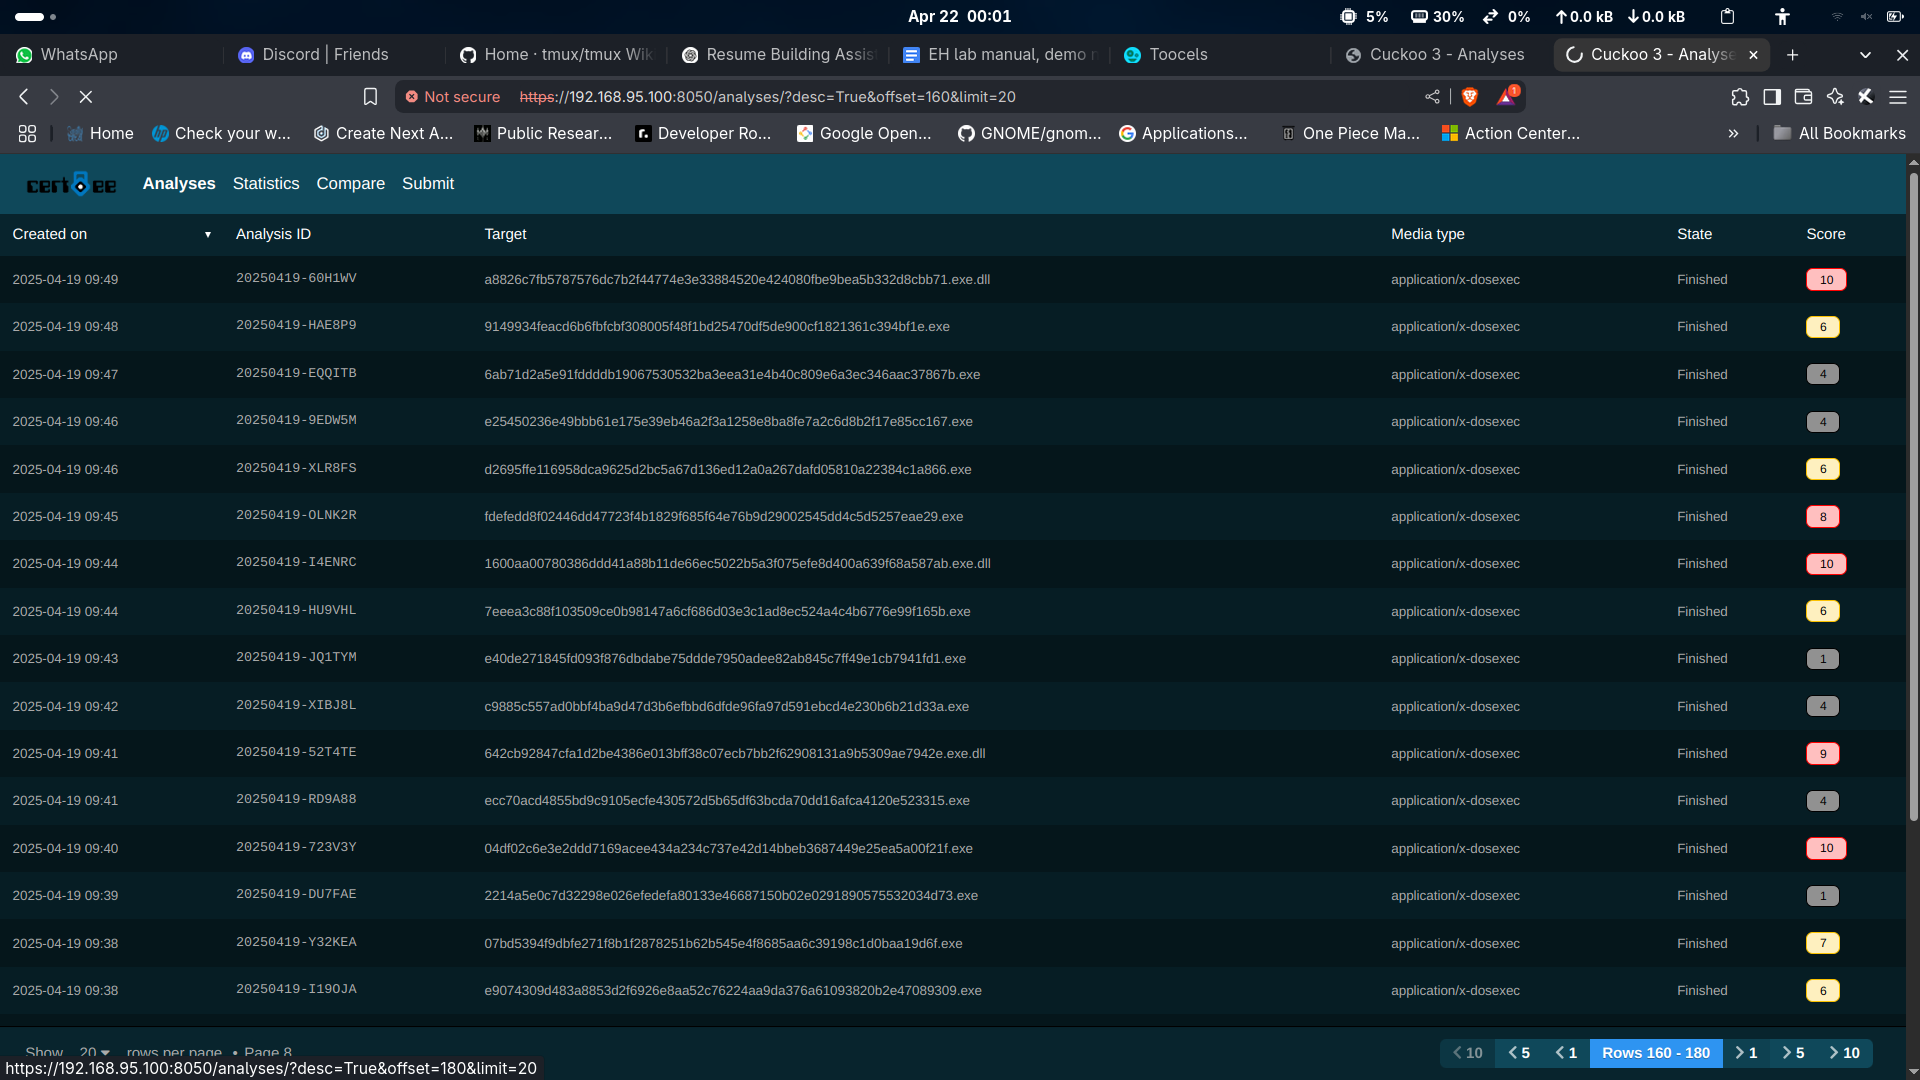 Apr 22 00:01
5% 30% 0% 0.0 kB 0.0 kB
WhatsApp Discord | Friends Home · tmux/tmux Wik Resume Building Assis EH lab manual, demo Toocels Cuckoo 3 - Analyses Cuckoo 3 - Analyse
Not secure https://192.168.95.100:8050/analyses/?desc=True&offset=160&limit=20 1
Home Check your w... Create Next A... Public Resear... Developer Ro... Google Open... GNOME/gnom... Applications... One Piece Ma... Action Center... » All Bookmarks
cert ee Analyses Statistics Compare Submit
Created on ▼ Analysis ID Target Media type State Score
2025-04-19 09:49 20250419-60H1WV a8826c7fb5787576dc7b2f44774e3e33884520e424080fbe9bea5b332d8cbb71.exe.dll application/x-dosexec Finished 10
2025-04-19 09:48 20250419-HAE8P9 9149934feacd6b6fbfcbf308005f48f1bd25470df5de900cf1821361c394bf1e.exe application/x-dosexec Finished 6
2025-04-19 09:47 20250419-EQQITB 6ab71d2a5e91fddddb19067530532ba3eea31e4b40c809e6a3ec346aac37867b.exe application/x-dosexec Finished 4
2025-04-19 09:46 20250419-9EDW5M e25450236e49bbb61e175e39eb46a2f3a1258e8ba8fe7a2c6d8b2f17e85cc167.exe application/x-dosexec Finished 4
2025-04-19 09:46 20250419-XLR8FS d2695ffe116958dca9625d2bc5a67d136ed12a0a267dafd05810a22384c1a866.exe application/x-dosexec Finished 6
2025-04-19 09:45 20250419-OLNK2R fdefedd8f02446dd47723f4b1829f685f64e76b9d29002545dd4c5d5257eae29.exe application/x-dosexec Finished 8
2025-04-19 09:44 20250419-I4ENRC 1600aa00780386ddd41a88b11de66ec5022b5a3f075efe8d400a639f68a587ab.exe.dll application/x-dosexec Finished 10
2025-04-19 09:44 20250419-HU9VHL 7eeea3c88f103509ce0b98147a6cf686d03e3c1ad8ec524a4c4b6776e99f165b.exe application/x-dosexec Finished 6
2025-04-19 09:43 20250419-JQ1TYM e40de271845fd093f876dbdabe75ddde7950adee82ab845c7ff49e1cb7941fd1.exe application/x-dosexec Finished 1
2025-04-19 09:42 20250419-XIBJ8L c9885c557ad0bbf4ba9d47d3b6efbbd6dfde96fa97d591ebcd4e230b6b21d33a.exe application/x-dosexec Finished 4
2025-04-19 09:41 20250419-52T4TE 642cb92847cfa1d2be4386e013bff38c07ecb7bb2f62908131a9b5309ae7942e.exe.dll application/x-dosexec Finished 9
2025-04-19 09:41 20250419-RD9A88 ecc70acd4855bd9c9105ecfe430572d5b65df63bcda70dd16afca4120e523315.exe application/x-dosexec Finished 4
2025-04-19 09:40 20250419-723V3Y 04df02c6e3e2ddd7169acee434a234c737e42d14bbeb3687449e25ea5a00f21f.exe application/x-dosexec Finished 10
2025-04-19 09:39 20250419-DU7FAE 2214a5e0c7d32298e026efedefa80133e46687150b02e0291890575532034d73.exe application/x-dosexec Finished 1
2025-04-19 09:38 20250419-Y32KEA 07bd5394f9dbfe271f8b1f2878251b62b545e4f8685aa6c39198c1d0baa19d6f.exe application/x-dosexec Finished 7
2025-04-19 09:38 20250419-I19OJA e9074309d483a8853d2f6926e8aa52c76224aa9da376a61093820b2e47089309.exe application/x-dosexec Finished 6
Show 20 rows per page • Page 8 < 10 < 5 < 1 Rows 160 - 180 > 1 > 5 > 10
https://192.168.95.100:8050/analyses/?desc=True&offset=180&limit=20